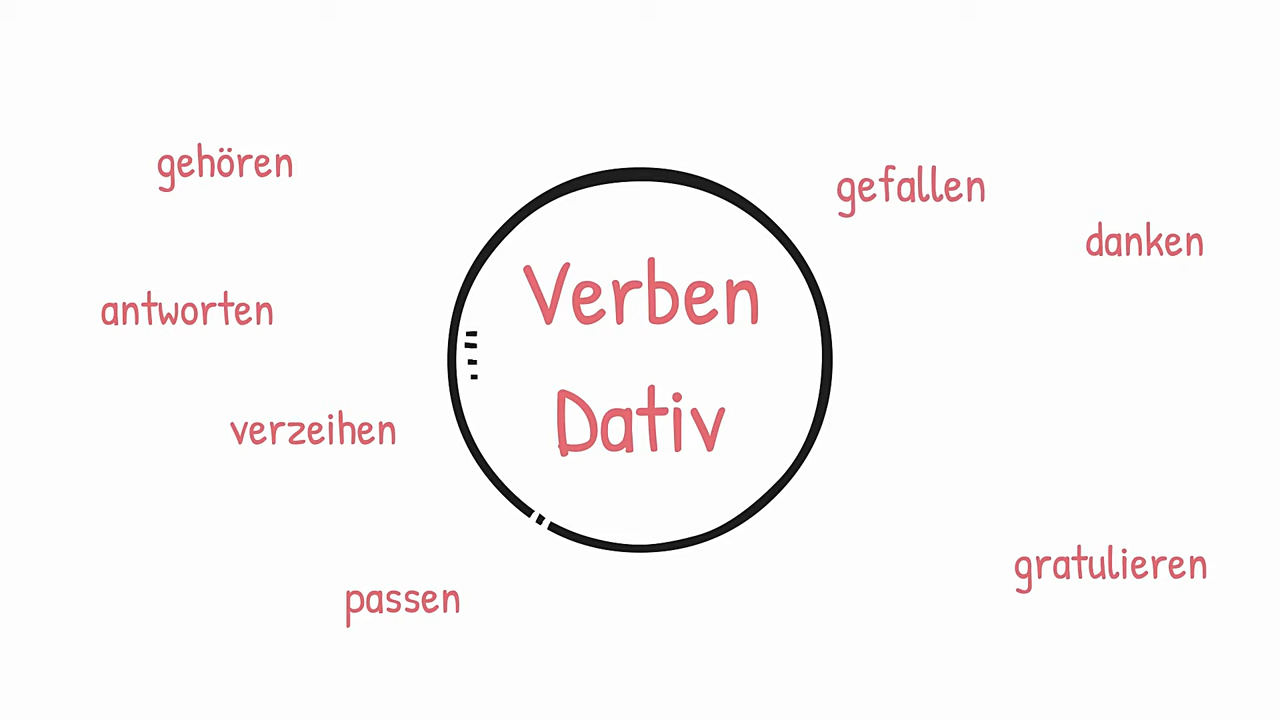 gehören
gefallen
danken
antworten
Verben
Dativ
verzeihen
gratulieren
passen